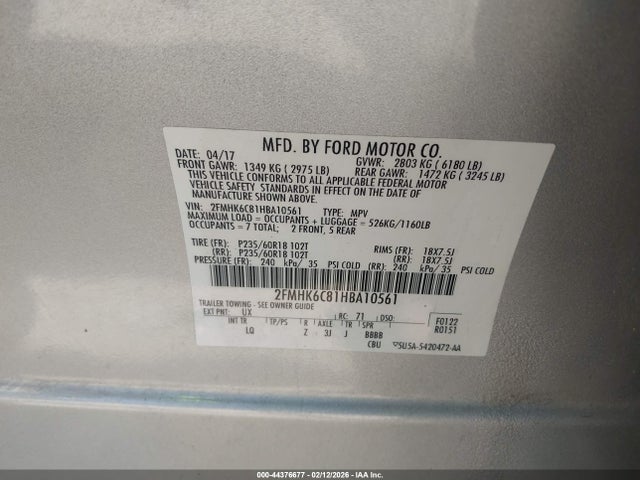 MFD. BY FORD MOTOR CO.
DATE: 04/17 GVWR: 2803 KG ( 6180 LB)
FRONT GAWR: 1349 KG ( 2975 LB) REAR GAWR: 1472 KG ( 3245 LB)
THIS VEHICLE CONFORMS TO ALL APPLICABLE FEDERAL MOTOR
VEHICLE SAFETY STANDARDS IN EFFECT ON THE DATE OF
MANUFACTURE SHOWN ABOVE.
VIN: 2FMHK6C81HBA10561 TYPE: MPV
MAXIMUM LOAD = OCCUPANTS + LUGGAGE = 526KG/1160LB
OCCUPANTS = 7 TOTAL; 2 FRONT, 5 REAR
TIRE (FR): P235/60R18 102T RIMS (FR): 18X7.5J
(RR): P235/60R18 102T (RR): 18X7.5J
PRESSURE (FR): 240 kPa/ 35 PSI COLD (RR) 240 kPa/ 35 PSI COLD
2FMHK6C81HBA10561
TRAILER TOWING - SEE OWNER GUIDE
EXT PNT: UX RC: 71 DSO: F0122
INT TR TP/PS R AXLE TR SPR R0151
LQ Z 3J J BBBB
CBU 5U5A-5420472-AA
000-44376677 - 02/12/2026 - IAA Inc.